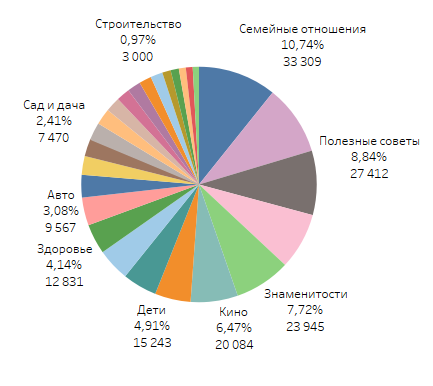 Строительство
0,97%
3 000
Семейные отношения
10,74%
33 309
Сад и дача
2,41%
7 470
Полезные советы
8,84%
27 412
Авто
3,08%
9 567
Здоровье
4,14%
12 831
Знаменитости
7,72%
23 945
Дети
4,91%
15 243
Кино
6,47%
20 084